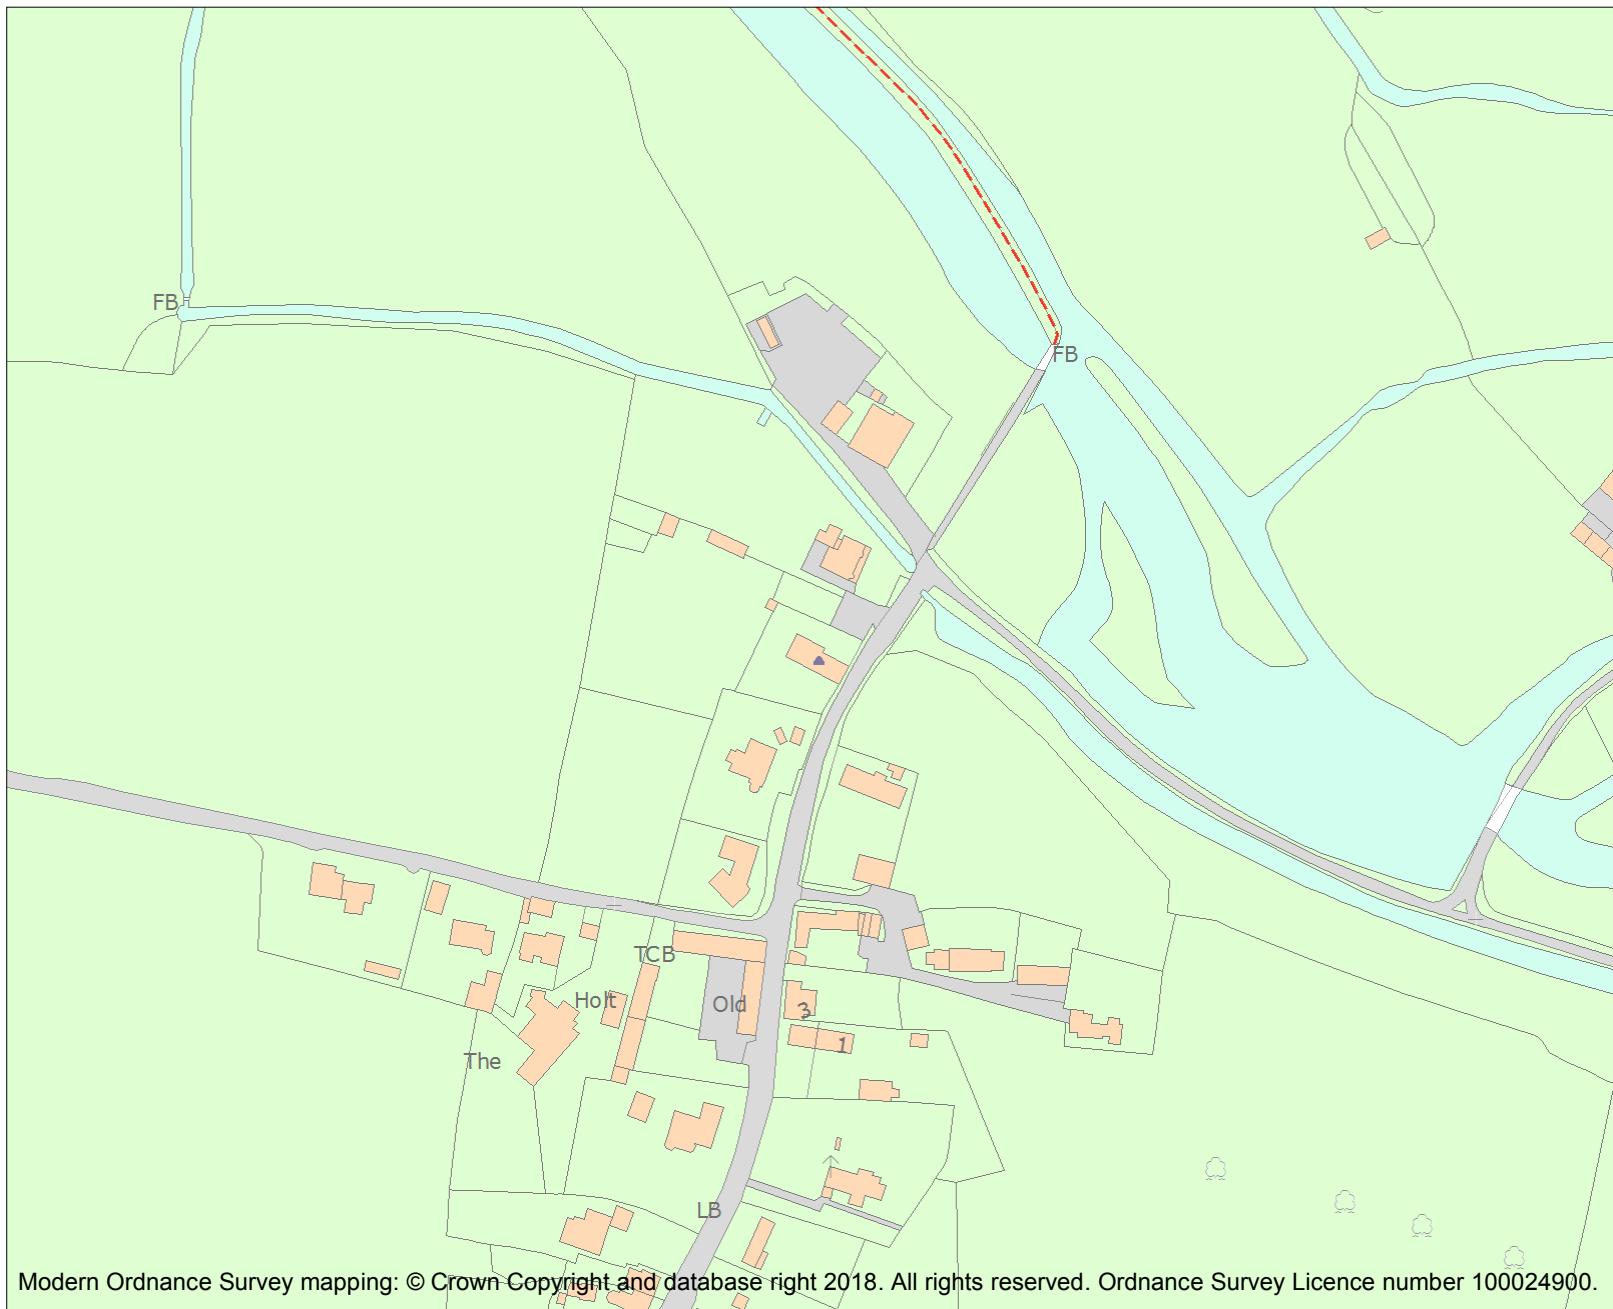 FB
FB
TCB
Holt
Old
3
1
The
LB
Modern Ordnance Survey mapping: © Crown Copyright and database right 2018. All rights reserved. Ordnance Survey Licence number 100024900.